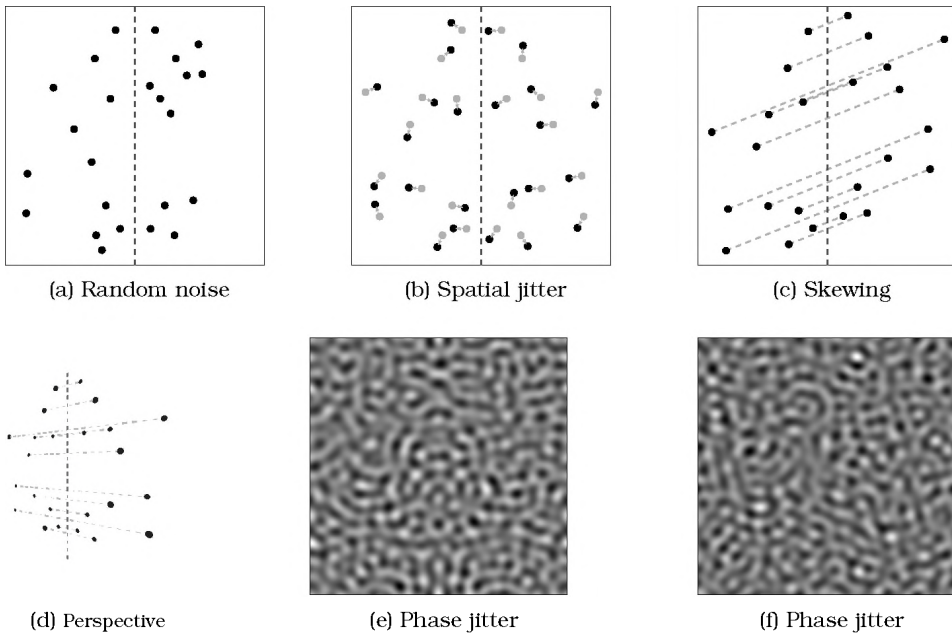 (a) Random noise
(b) Spatial jitter
(c) Skewing
(d) Perspective
(e) Phase jitter
(f) Phase jitter